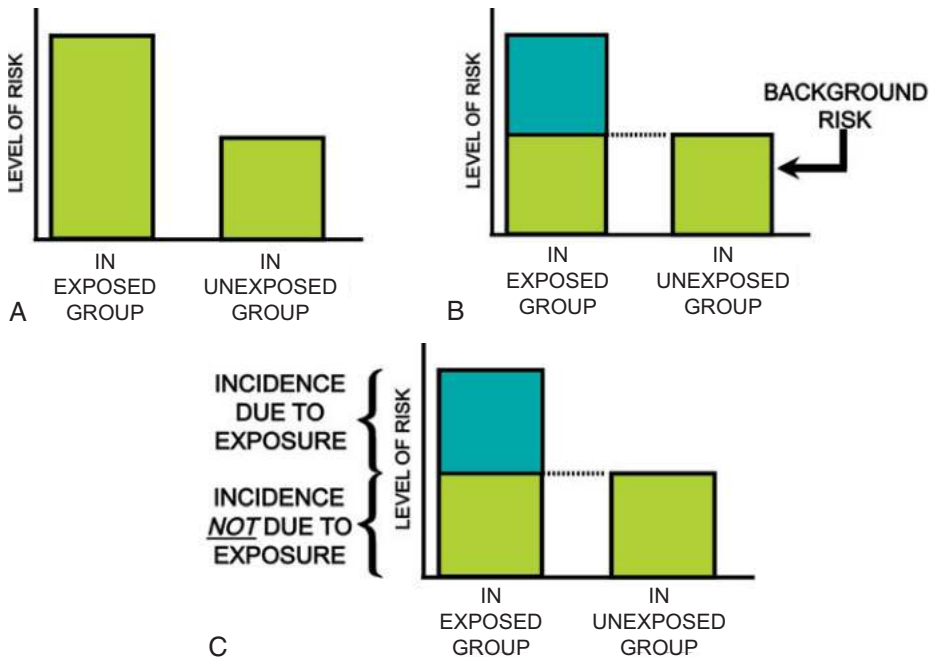 LEVEL OF RISK
IN
EXPOSED
GROUP
IN
UNEXPOSED
GROUP
A
LEVEL OF RISK
BACKGROUND
RISK
IN
EXPOSED
GROUP
IN
UNEXPOSED
GROUP
B
INCIDENCE
DUE TO
EXPOSURE
INCIDENCE
NOT DUE TO
EXPOSURE
LEVEL OF RISK
IN
EXPOSED
GROUP
IN
UNEXPOSED
GROUP
C